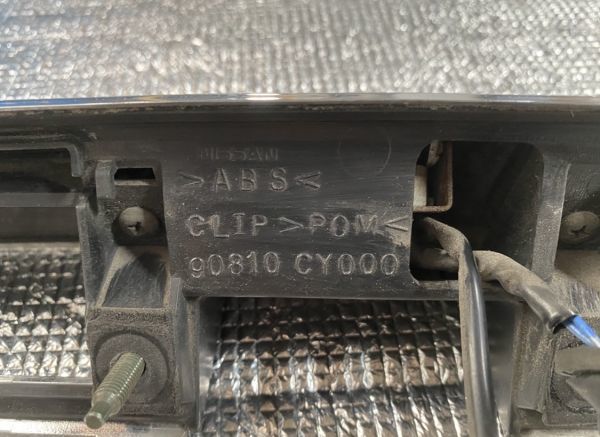 NISSAN
>ABS<
CLIP >POM<
90810 CY000